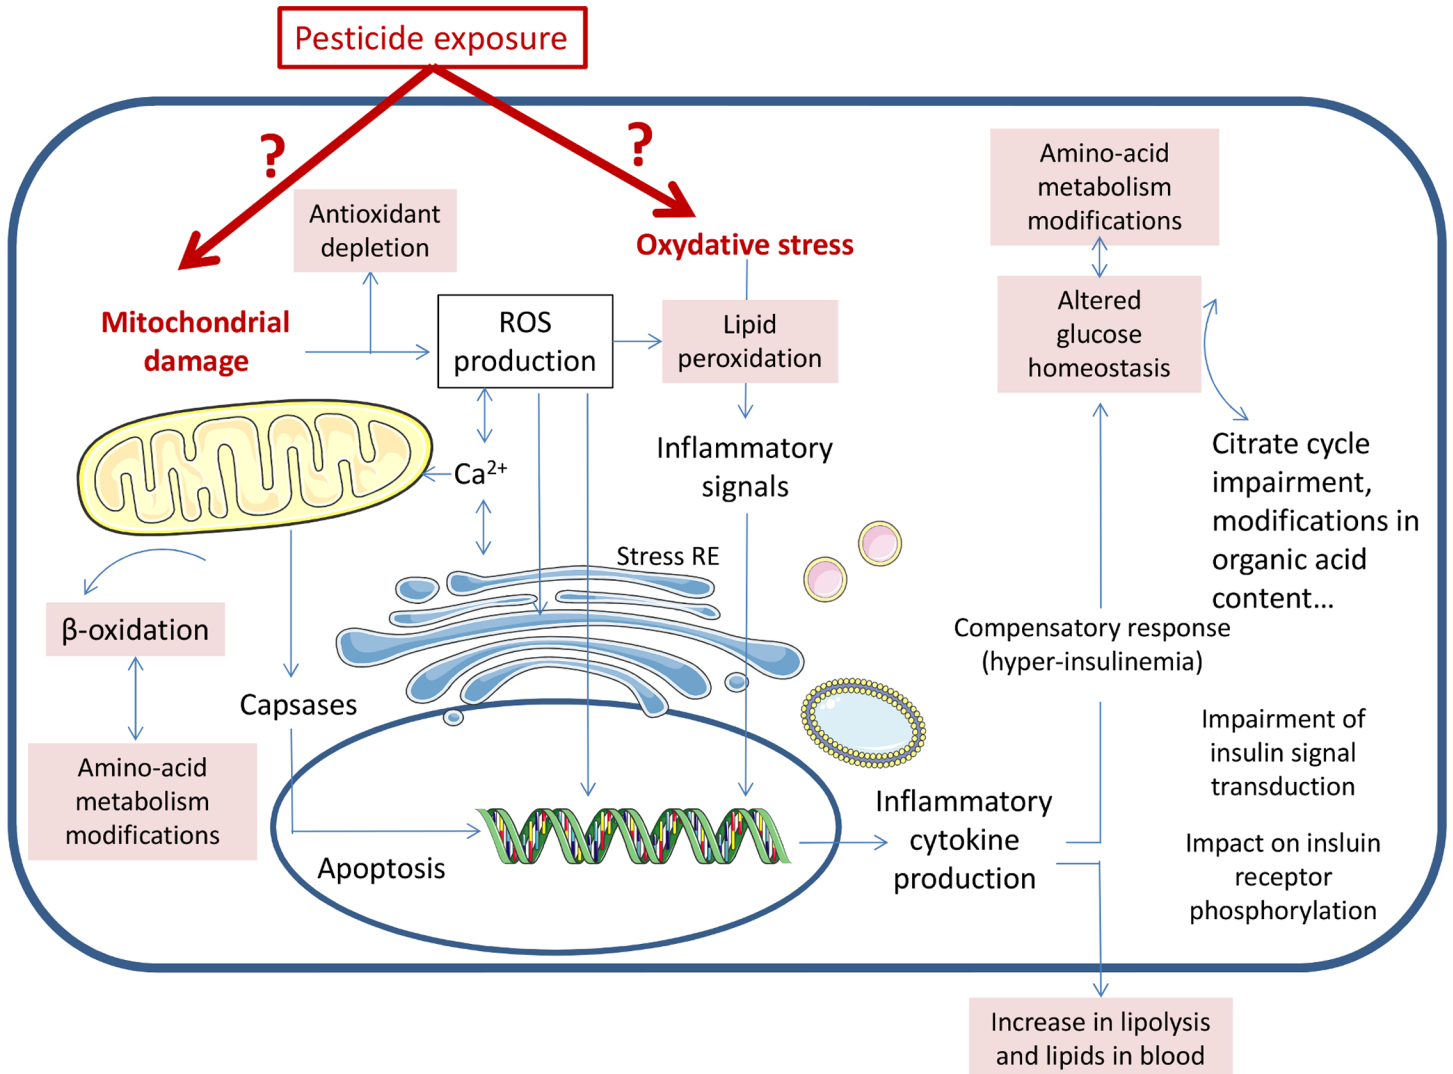 Pesticide exposure
?
?
Antioxidant
depletion
Oxydative stress
Mitochondrial
damage
ROS
production
Lipid
peroxidation
Ca2+
Inflammatory
signals
Stress RE
β-oxidation
Amino-acid
metabolism
modifications
Capsases
Apoptosis
Inflammatory
cytokine
production
Amino-acid
metabolism
modifications
Altered
glucose
homeostasis
Citrate cycle
impairment,
modifications in
organic acid
content...
Compensatory response
(hyper-insulinemia)
Impairment of
insulin signal
transduction
Impact on insluin
receptor
phosphorylation
Increase in lipolysis
and lipids in blood